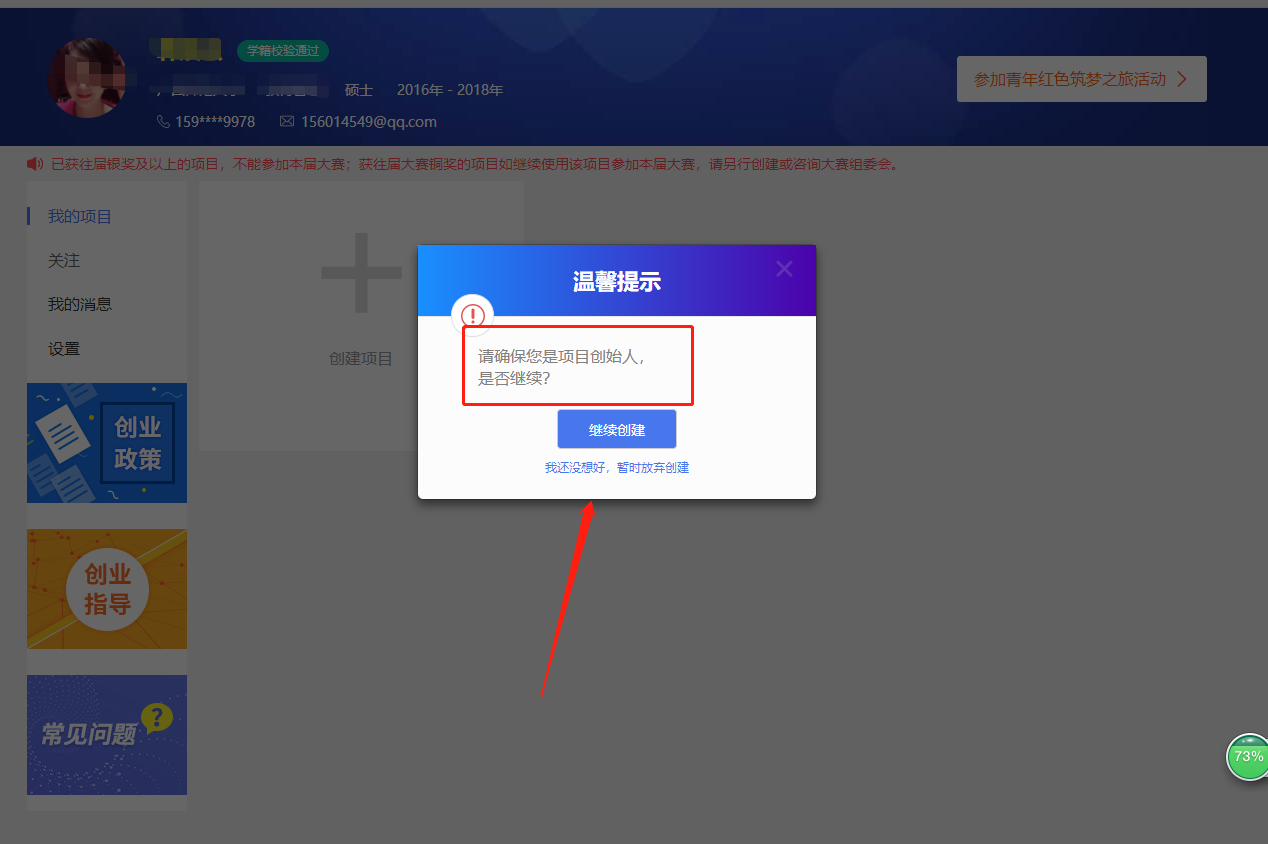 学籍校验通过
硕士 2016年 - 2018年
159****9978 156014549@qq.com
参加青年红色筑梦之旅活动
已获往届银奖及以上的项目，不能参加本届大赛；获往届大赛铜奖的项目如继续使用该项目参加本届大赛，请另行创建或咨询大赛组委会。
我的项目
关注
我的消息
设置
创建项目
温馨提示
请确保您是项目创始人，
是否继续?
继续创建
我还没想好，暂时放弃创建
创业
政策
创业
指导
常见问题
?
73%